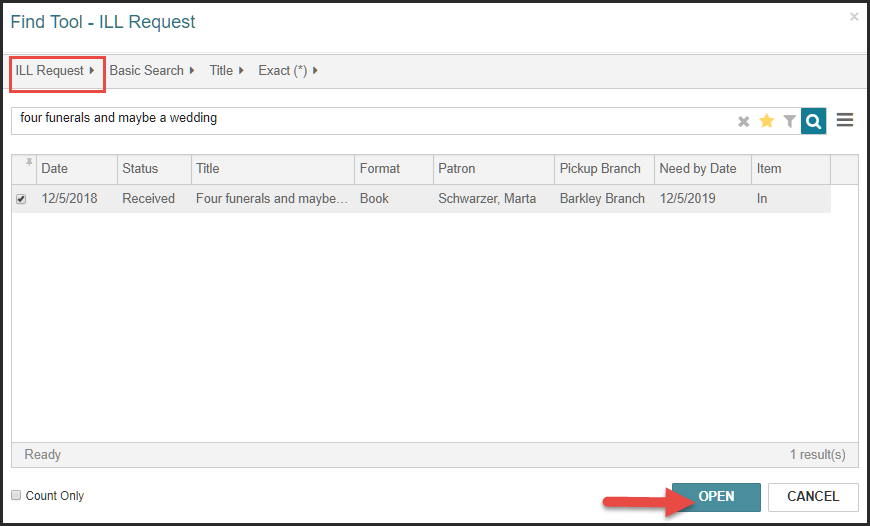 Find Tool - ILL Request
×
ILL Request Basic Search Title Exact (*)
four funerals and maybe a wedding
Date Status Title Format Patron Pickup Branch Need by Date Item
12/5/2018 Received Four funerals and maybe... Book Schwarzer, Marta Barkley Branch 12/5/2019 In
Ready 1 result(s)
Count Only OPEN CANCEL